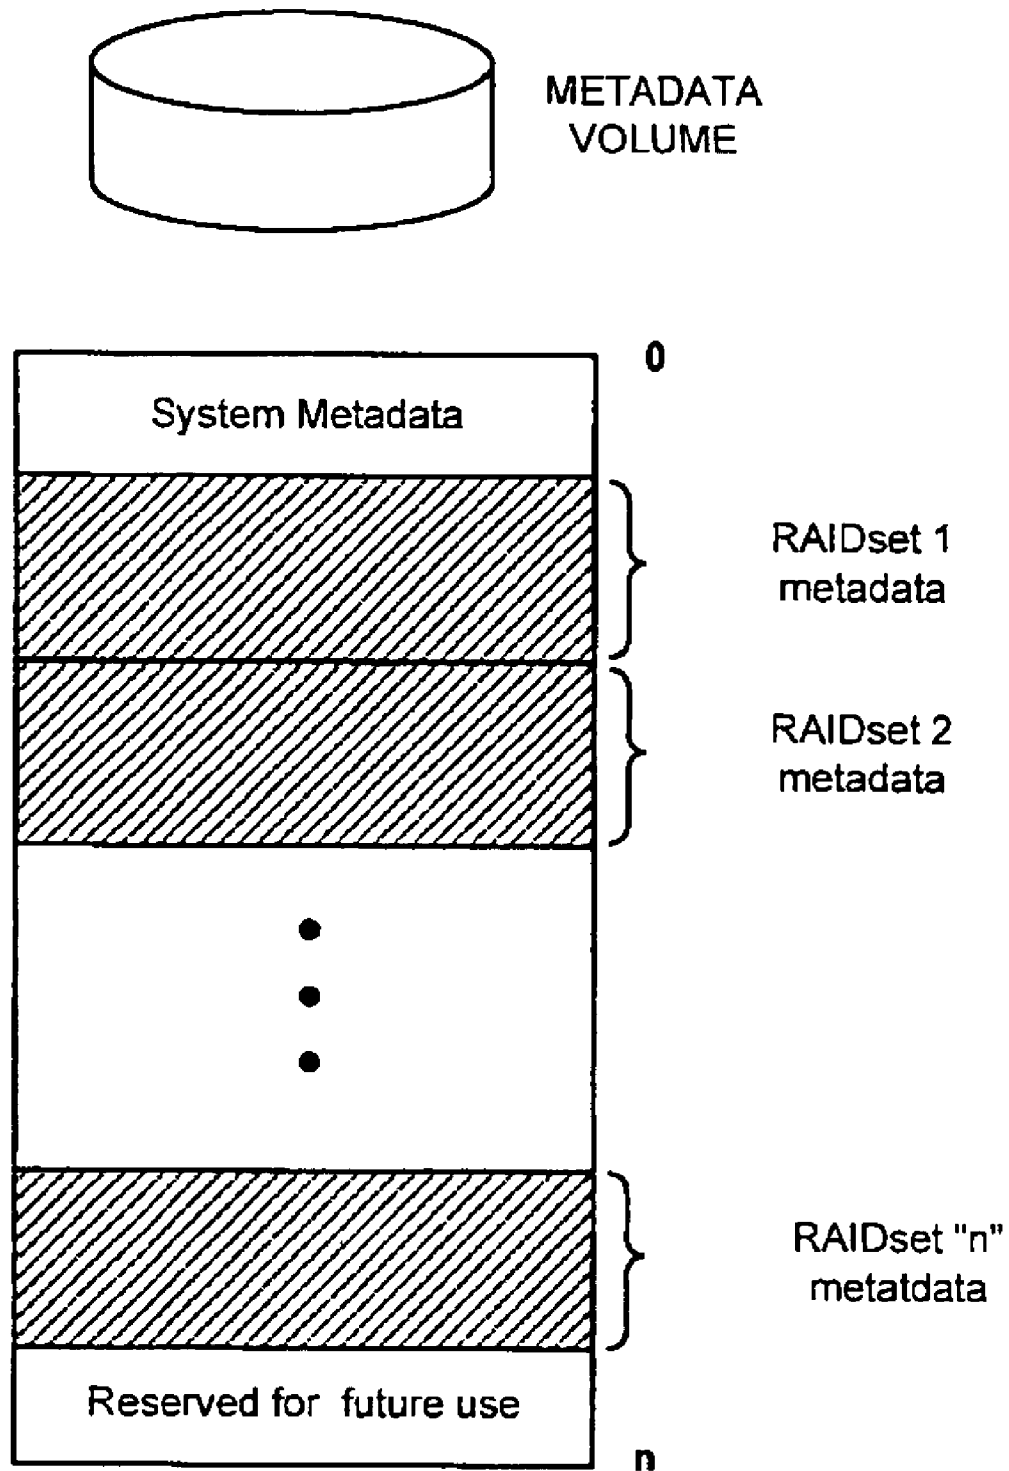 METADATA
VOLUME
0
System Metadata
RAIDset 1
metadata
RAIDset 2
metadata
RAIDset "n"
metatdata
Reserved for future use
n